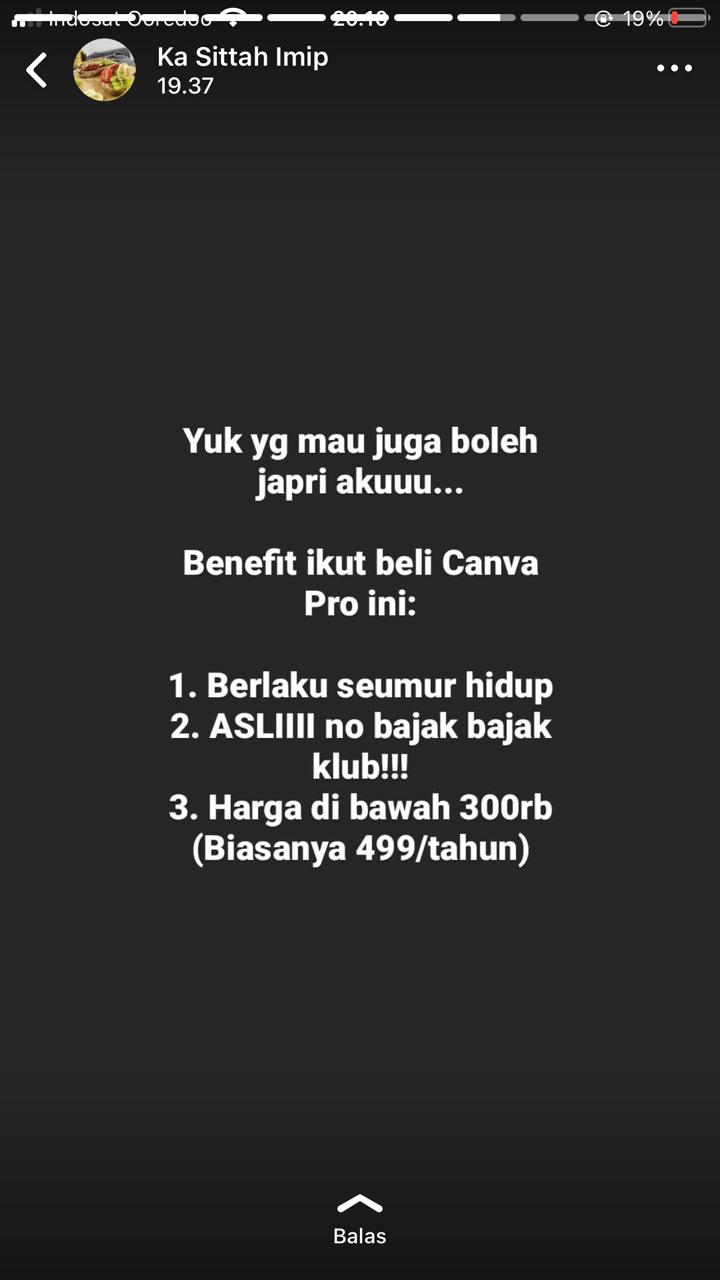 Indosat Ooredoo 20.10 19%
Ka Sittah Imip
19.37
Yuk yg mau juga boleh
japri akuuu...
Benefit ikut beli Canva
Pro ini:
1. Berlaku seumur hidup
2. ASLIIII no bajak bajak
klub!!!
3. Harga di bawah 300rb
(Biasanya 499/tahun)
Balas